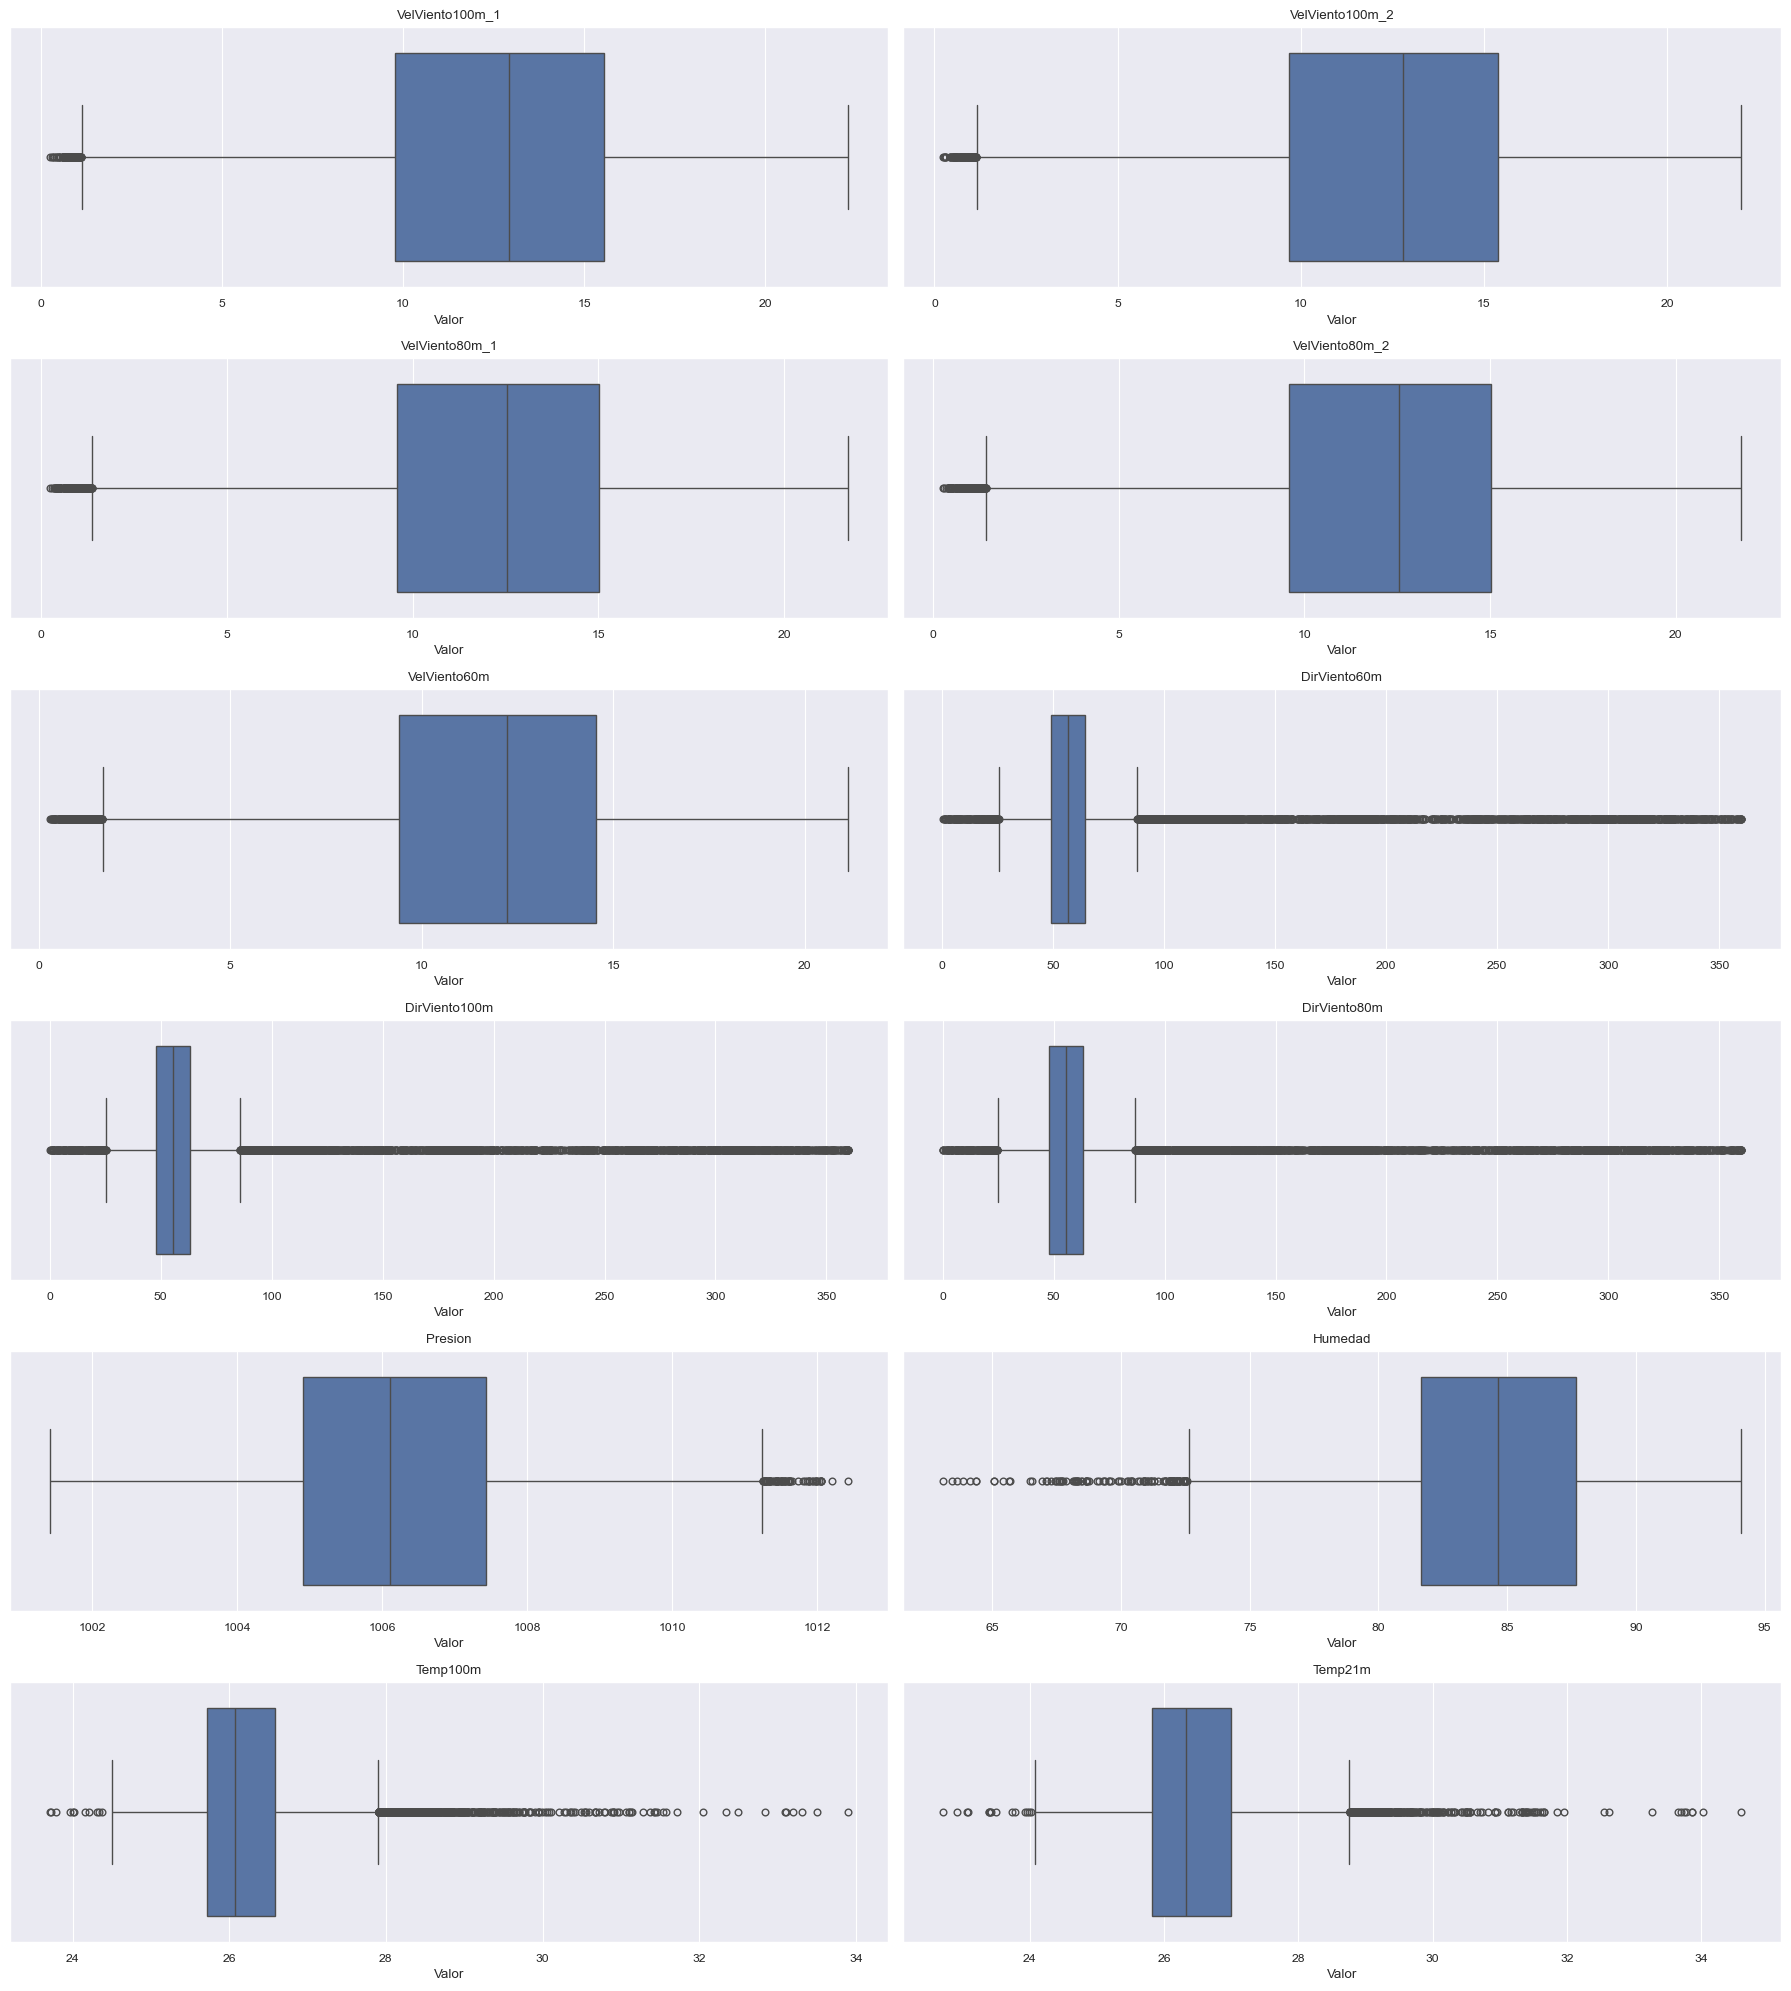 VelViento100m_1
VelViento100m_2
0 5 10 15 20
0 5 10 15 20
Valor
Valor
VelViento80m_1
VelViento80m_2
0 5 10 15 20
0 5 10 15 20
Valor
Valor
VelViento60m
DirViento60m
0 5 10 15 20
0 50 100 150 200 250 300 350
Valor
Valor
DirViento100m
DirViento80m
0 50 100 150 200 250 300 350
0 50 100 150 200 250 300 350
Valor
Valor
Presion
Humedad
1002 1004 1006 1008 1010 1012
65 70 75 80 85 90 95
Valor
Valor
Temp100m
Temp21m
24 26 28 30 32 34
24 26 28 30 32 34
Valor
Valor